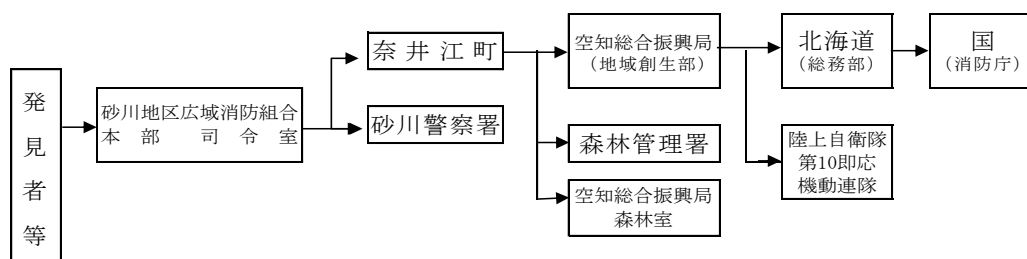 発見者等
砂川地区広域消防組合
本部司令室
奈井江町
砂川警察署
空知総合振興局
（地域創生部）
森林管理署
空知総合振興局
森林室
北海道
（総務部）
陸上自衛隊
第10即応
機動連隊
国
（消防庁）